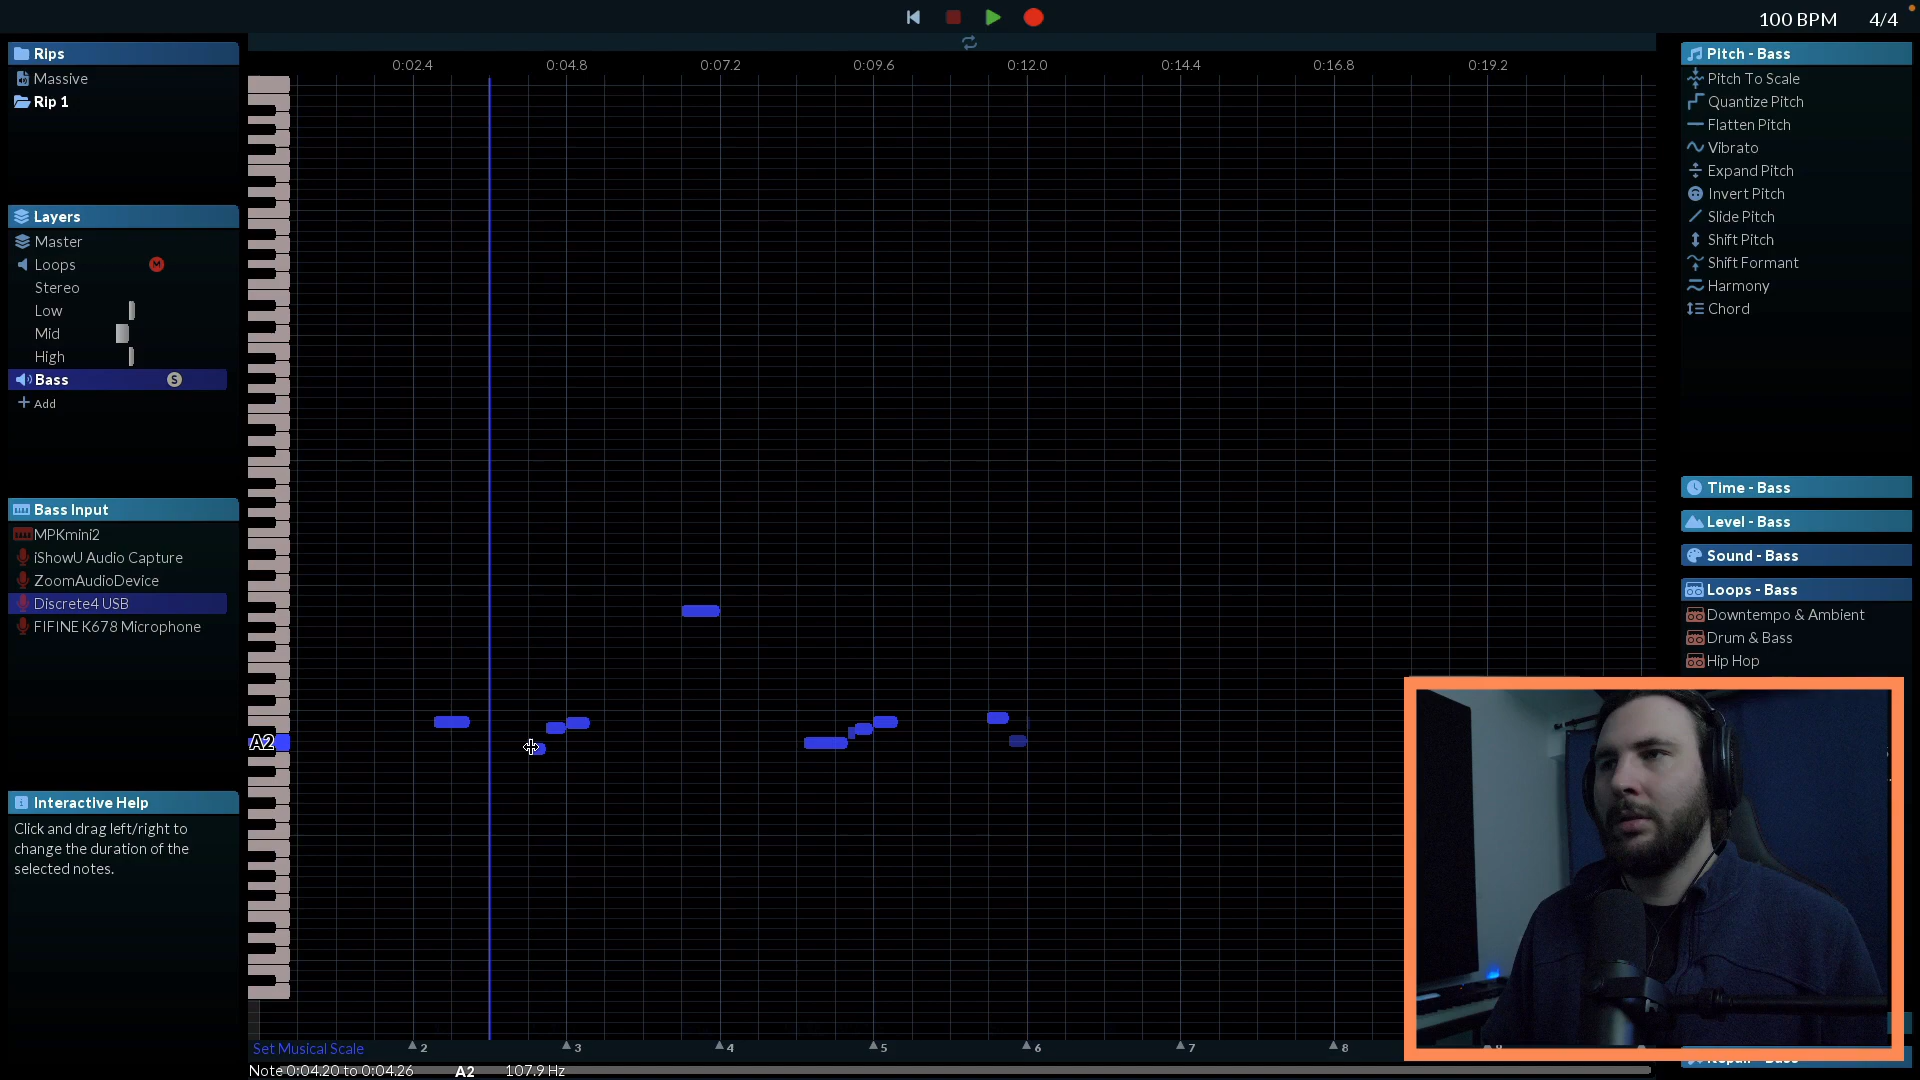 100 BPM 4/4
Rips
Massive
Rip 1
Layers
Master
Loops M
Stereo
Low
Mid
High
Bass S
Add
Bass Input
MPKmini2
iShowU Audio Capture
ZoomAudioDevice
Discrete4 USB
FIFINE K678 Microphone
Interactive Help
Click and drag left/right to
change the duration of the
selected notes.
0:02.4 0:04.8 0:07.2 0:09.6 0:12.0 0:14.4 0:16.8 0:19.2
A2
2 3 4 5 6 7 8
Set Musical Scale
Note 0:04.20 to 0:04.26 A2 107.9 Hz
Pitch - Bass
Pitch To Scale
Quantize Pitch
Flatten Pitch
Vibrato
Expand Pitch
Invert Pitch
Slide Pitch
Shift Pitch
Shift Formant
Harmony
Chord
Time - Bass
Level - Bass
Sound - Bass
Loops - Bass
Downtempo & Ambient
Drum & Bass
Hip Hop